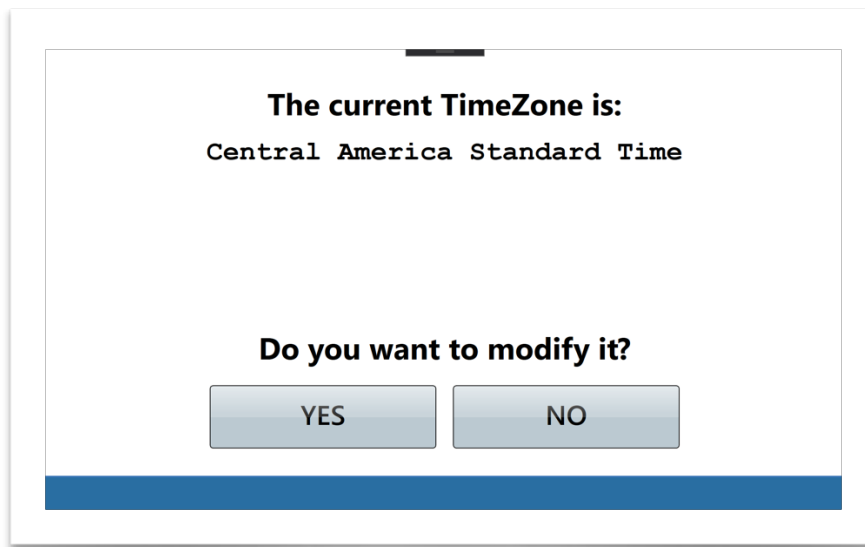 The current TimeZone is:
Central America Standard Time
Do you want to modify it?
YES NO